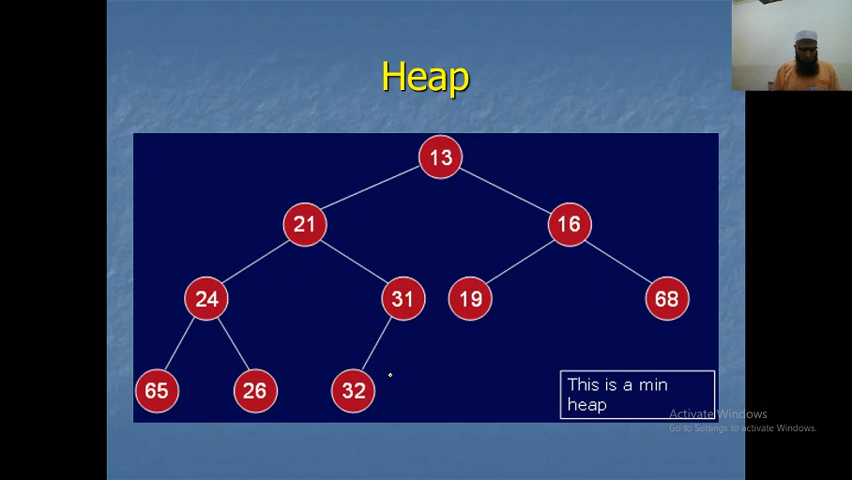 Heap
13
21
16
24
31
19
68
65
26
32
This is a min
heap
Activate Windows
Go to Settings to activate Windows.